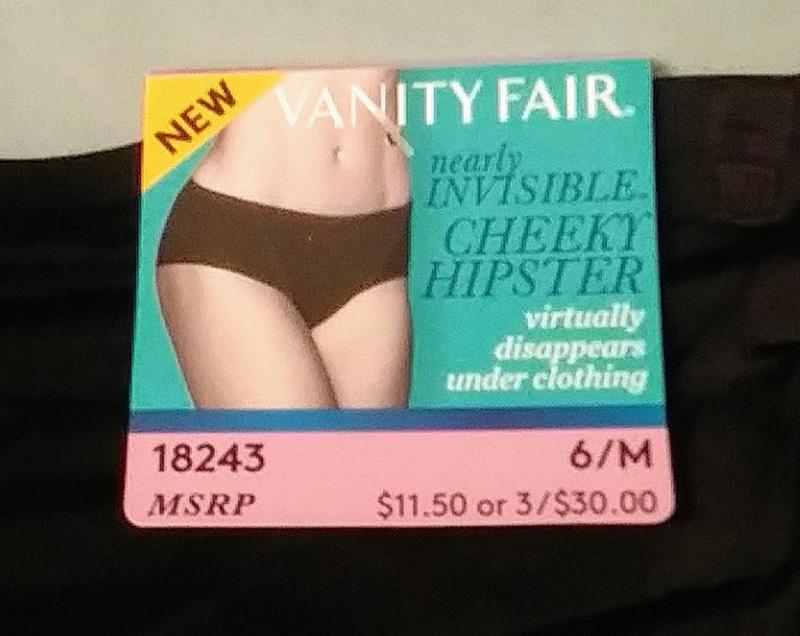 NEW
VANITY FAIR®
nearly
INVISIBLE™
CHEEKY
HIPSTER
virtually
disappears
under clothing
18243 6/M
MSRP $11.50 or 3/$30.00